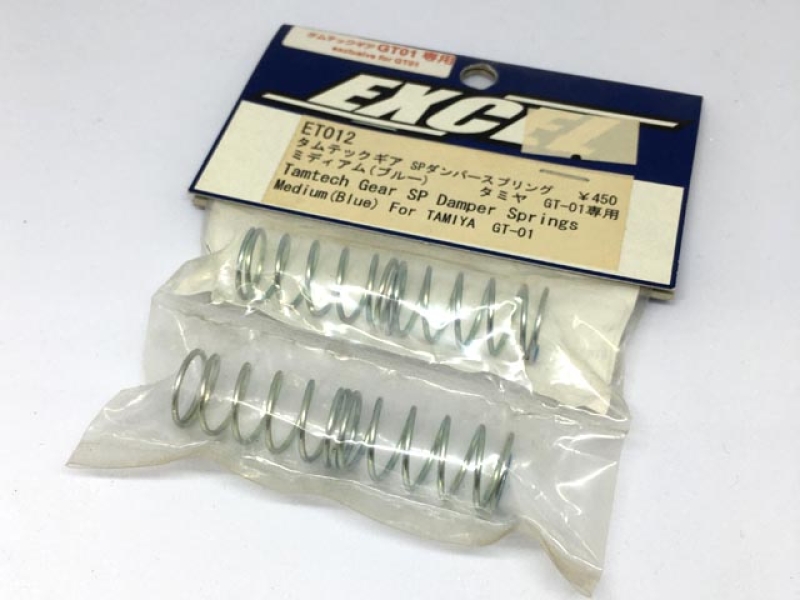 タムテックギア GT01 専用
exclusive for GT01
EXCEL
ET012
タムテックギア SPダンパースプリング ¥450
ミディアム(ブルー) タミヤ GT-01専用
Tamtech Gear SP Damper Springs
Medium(Blue) For TAMIYA GT-01